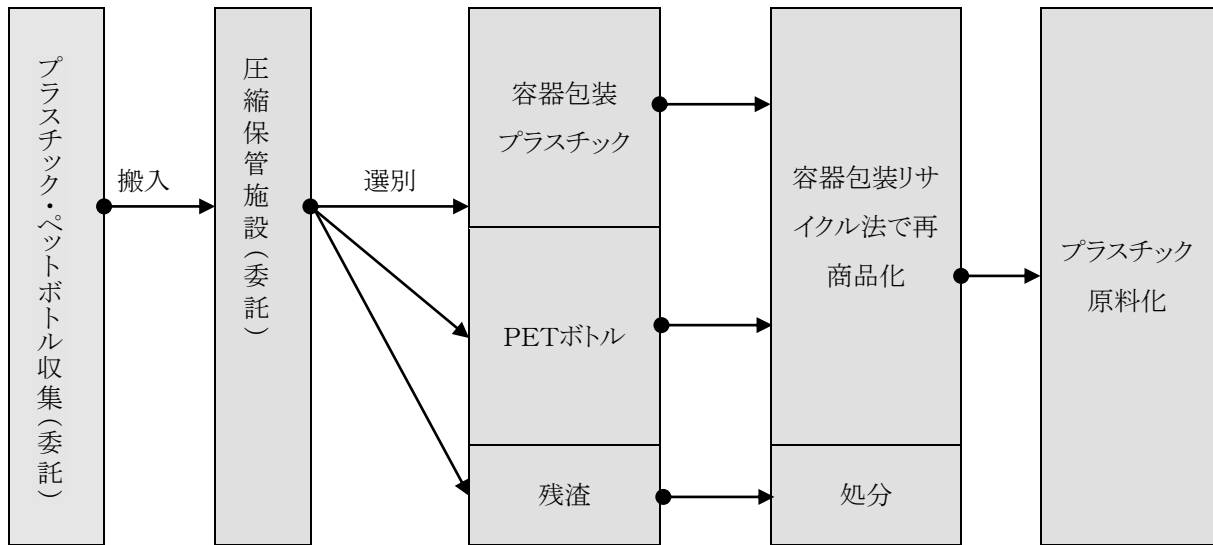 プラスチック・ペットボトル収集(委託)
搬入
圧縮保管施設(委託)
選別
容器包装
プラスチック
PETボトル
残渣
容器包装リサ
イクル法で再
商品化
処分
プラスチック
原料化